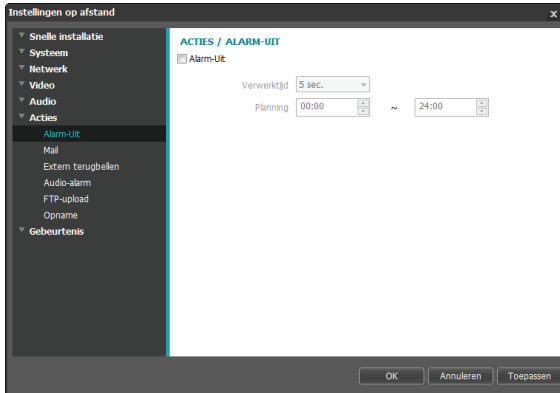 Instellingen op afstand
x
Snelle installatie
Systeem
Netwerk
Video
Audio
Acties
Alarm-Uit
Mail
Extern terugbellen
Audio-alarm
FTP-upload
Opname
Gebeurtenis
ACTIES / ALARM-UIT
Alarm-Uit
Verwerktijd 5 sec.
Planning 00:00 ~ 24:00
OK Annuleren Toepassen